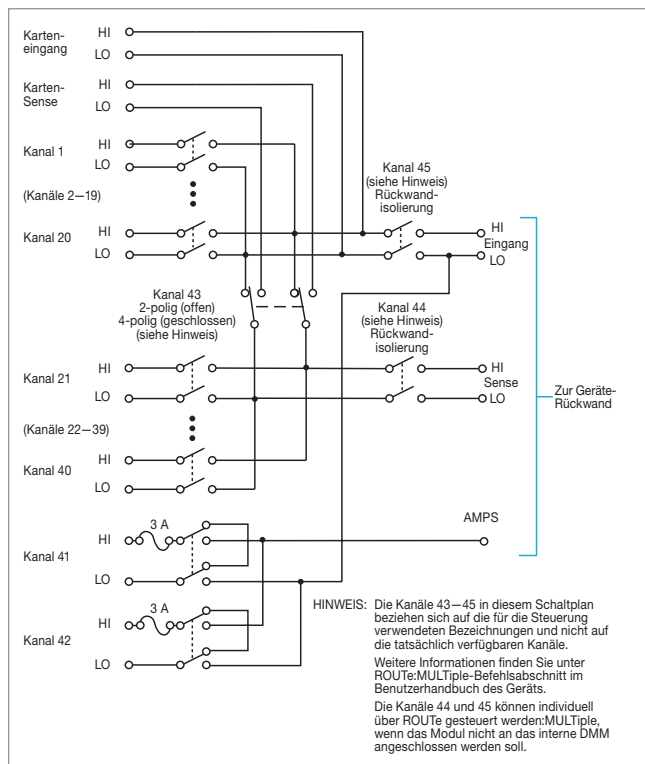 Karten-
eingang
HI
LO
Karten-
Sense
HI
LO
Kanal 1
HI
LO
(Kanäle 2—19)
Kanal 20
HI
LO
Kanal 45
(siehe Hinweis)
Rückwand-
isolierung
HI
Eingang
LO
Kanal 43
2-polig (offen)
4-polig (geschlossen)
(siehe Hinweis)
Kanal 44
(siehe Hinweis)
Rückwand-
isolierung
Kanal 21
HI
LO
HI
Sense
LO
Zur Geräte-
Rückwand
(Kanäle 22—39)
Kanal 40
HI
LO
AMPS
Kanal 41
HI
3 A
LO
Kanal 42
HI
3 A
LO
HINWEIS: Die Kanäle 43—45 in diesem Schaltplan
beziehen sich auf die für die Steuerung
verwendeten Bezeichnungen und nicht auf
die tatsächlich verfügbaren Kanäle.
Weitere Informationen finden Sie unter
ROUTe:MULTiple-Befehlsabschnitt im
Benutzerhandbuch des Geräts.
Die Kanäle 44 und 45 können individuell
über ROUTe gesteuert werden:MULTiple,
wenn das Modul nicht an das interne DMM
angeschlossen werden soll.